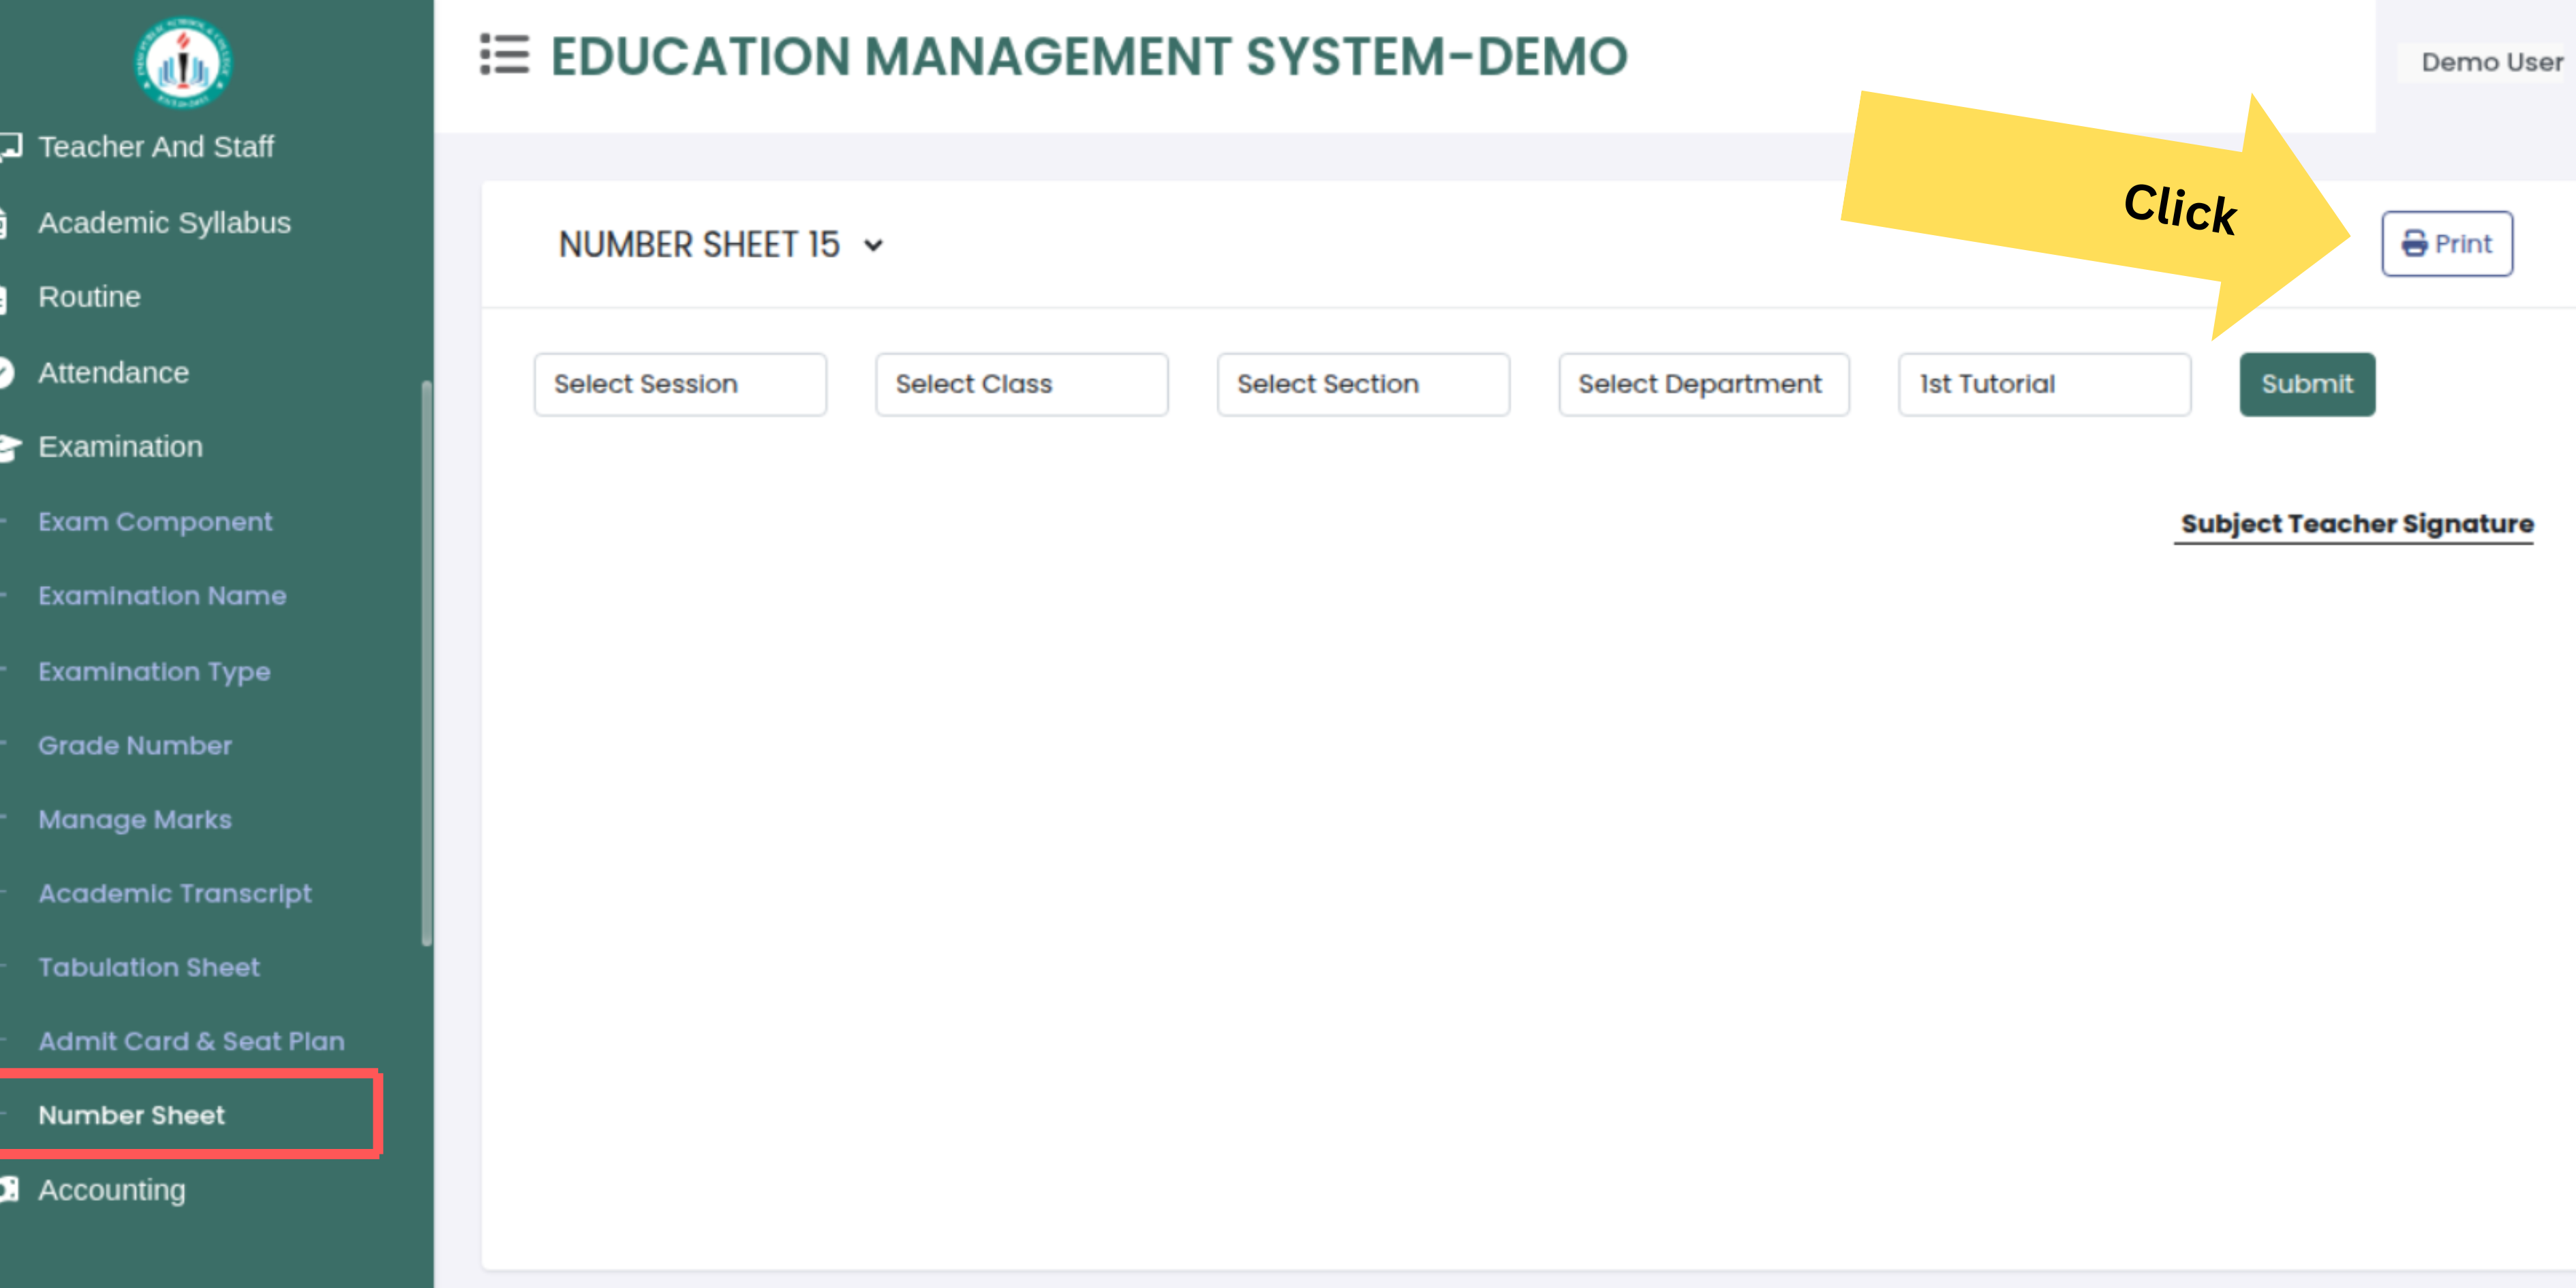 EDUCATION MANAGEMENT SYSTEM-DEMO
Demo User
Teacher And Staff
Academic Syllabus
Routine
Attendance
Examination
Exam Component
Examination Name
Examination Type
Grade Number
Manage Marks
Academic Transcript
Tabulation Sheet
Admit Card & Seat Plan
Number Sheet
Accounting
NUMBER SHEET 15
Click
Print
Select Session
Select Class
Select Section
Select Department
1st Tutorial
Submit
Subject Teacher Signature